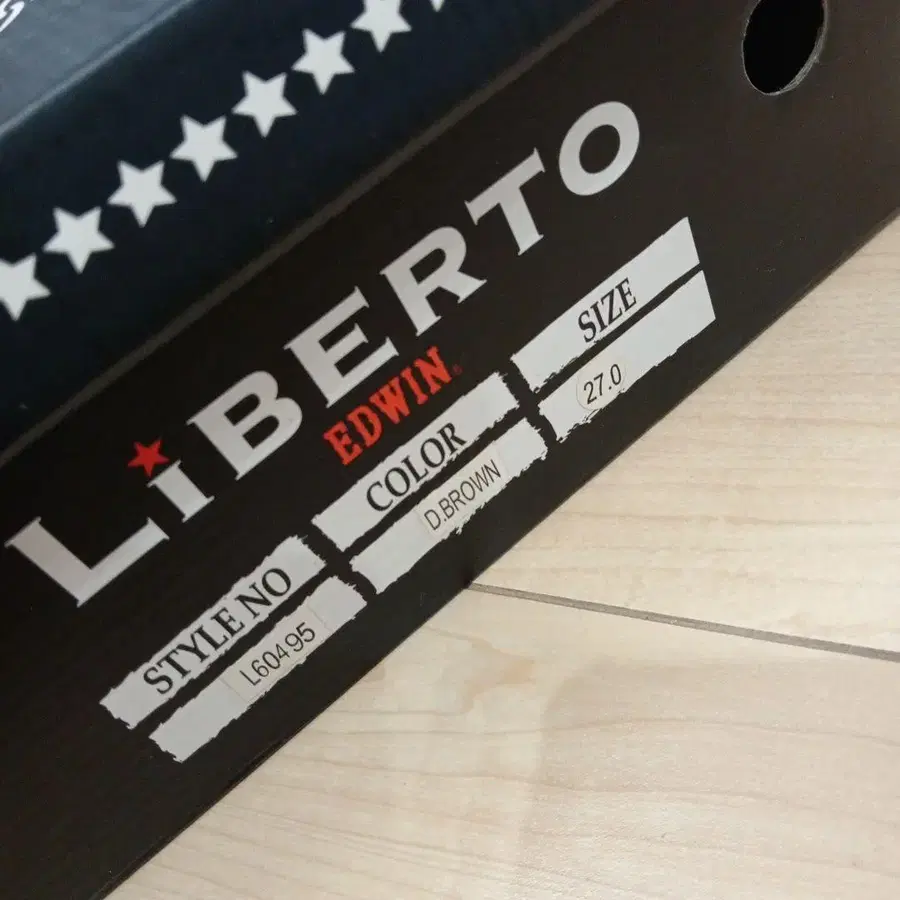 LiBERTO
EDWIN®
STYLE NO
COLOR
SIZE
L60495
D.BROWN
27.0